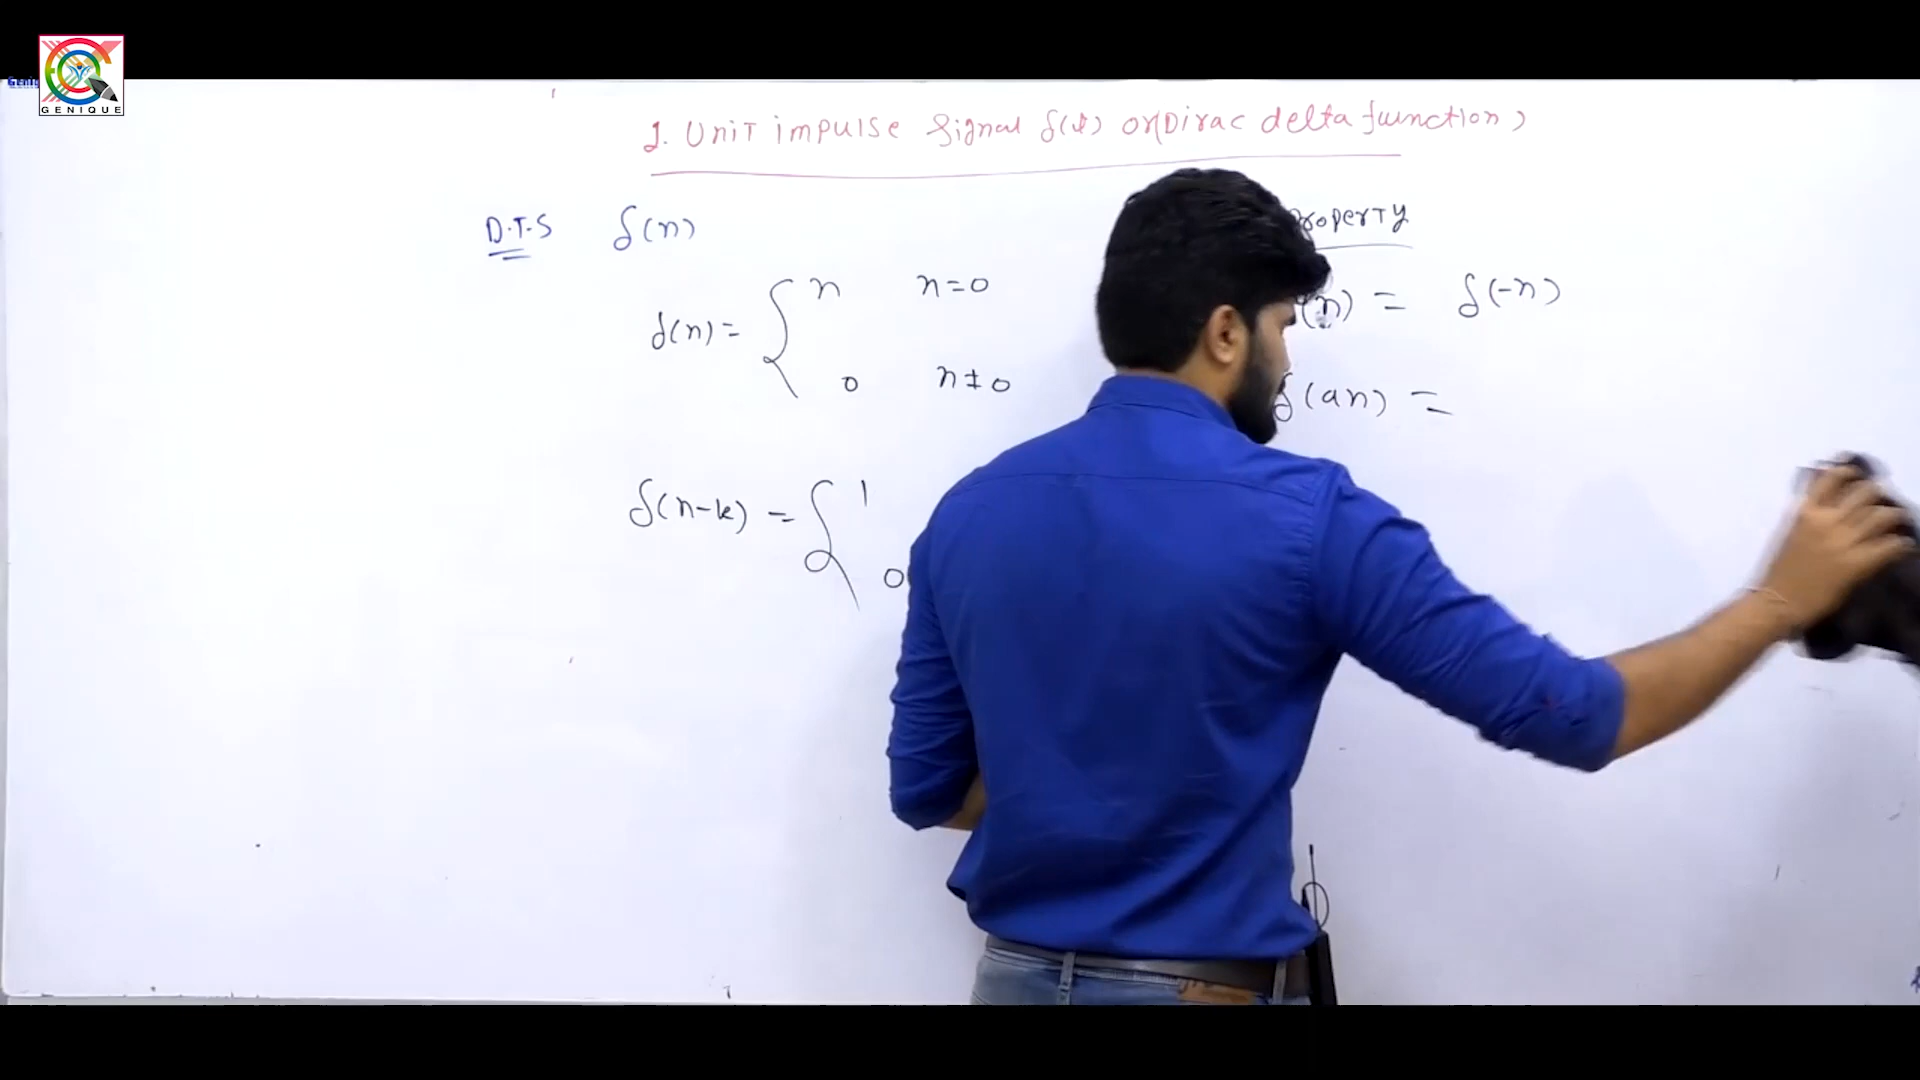 GENIQUE
1. Unit impulse signal δ(t) or (Dirac delta function)
D.T.S δ(n)
δ(n) = { n n=0
0 n≠0
δ(n-k) = { 1
0
Property
(n) = δ(-n)
δ(an) =